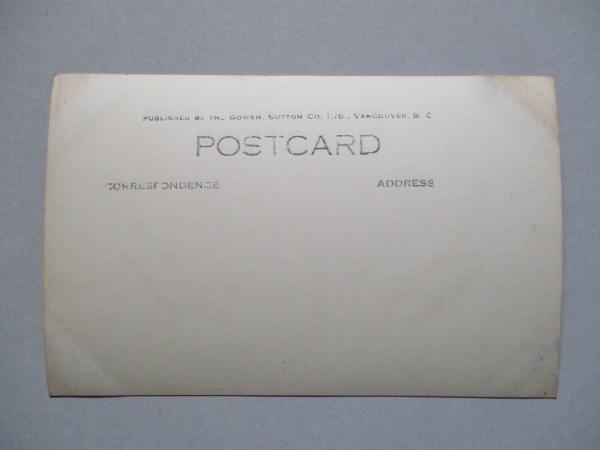 PUBLISHED BY THE GOWEN, SUTTON CO. LTD., VANCOUVER, B. C
POSTCARD
CORRESPONDENCE ADDRESS